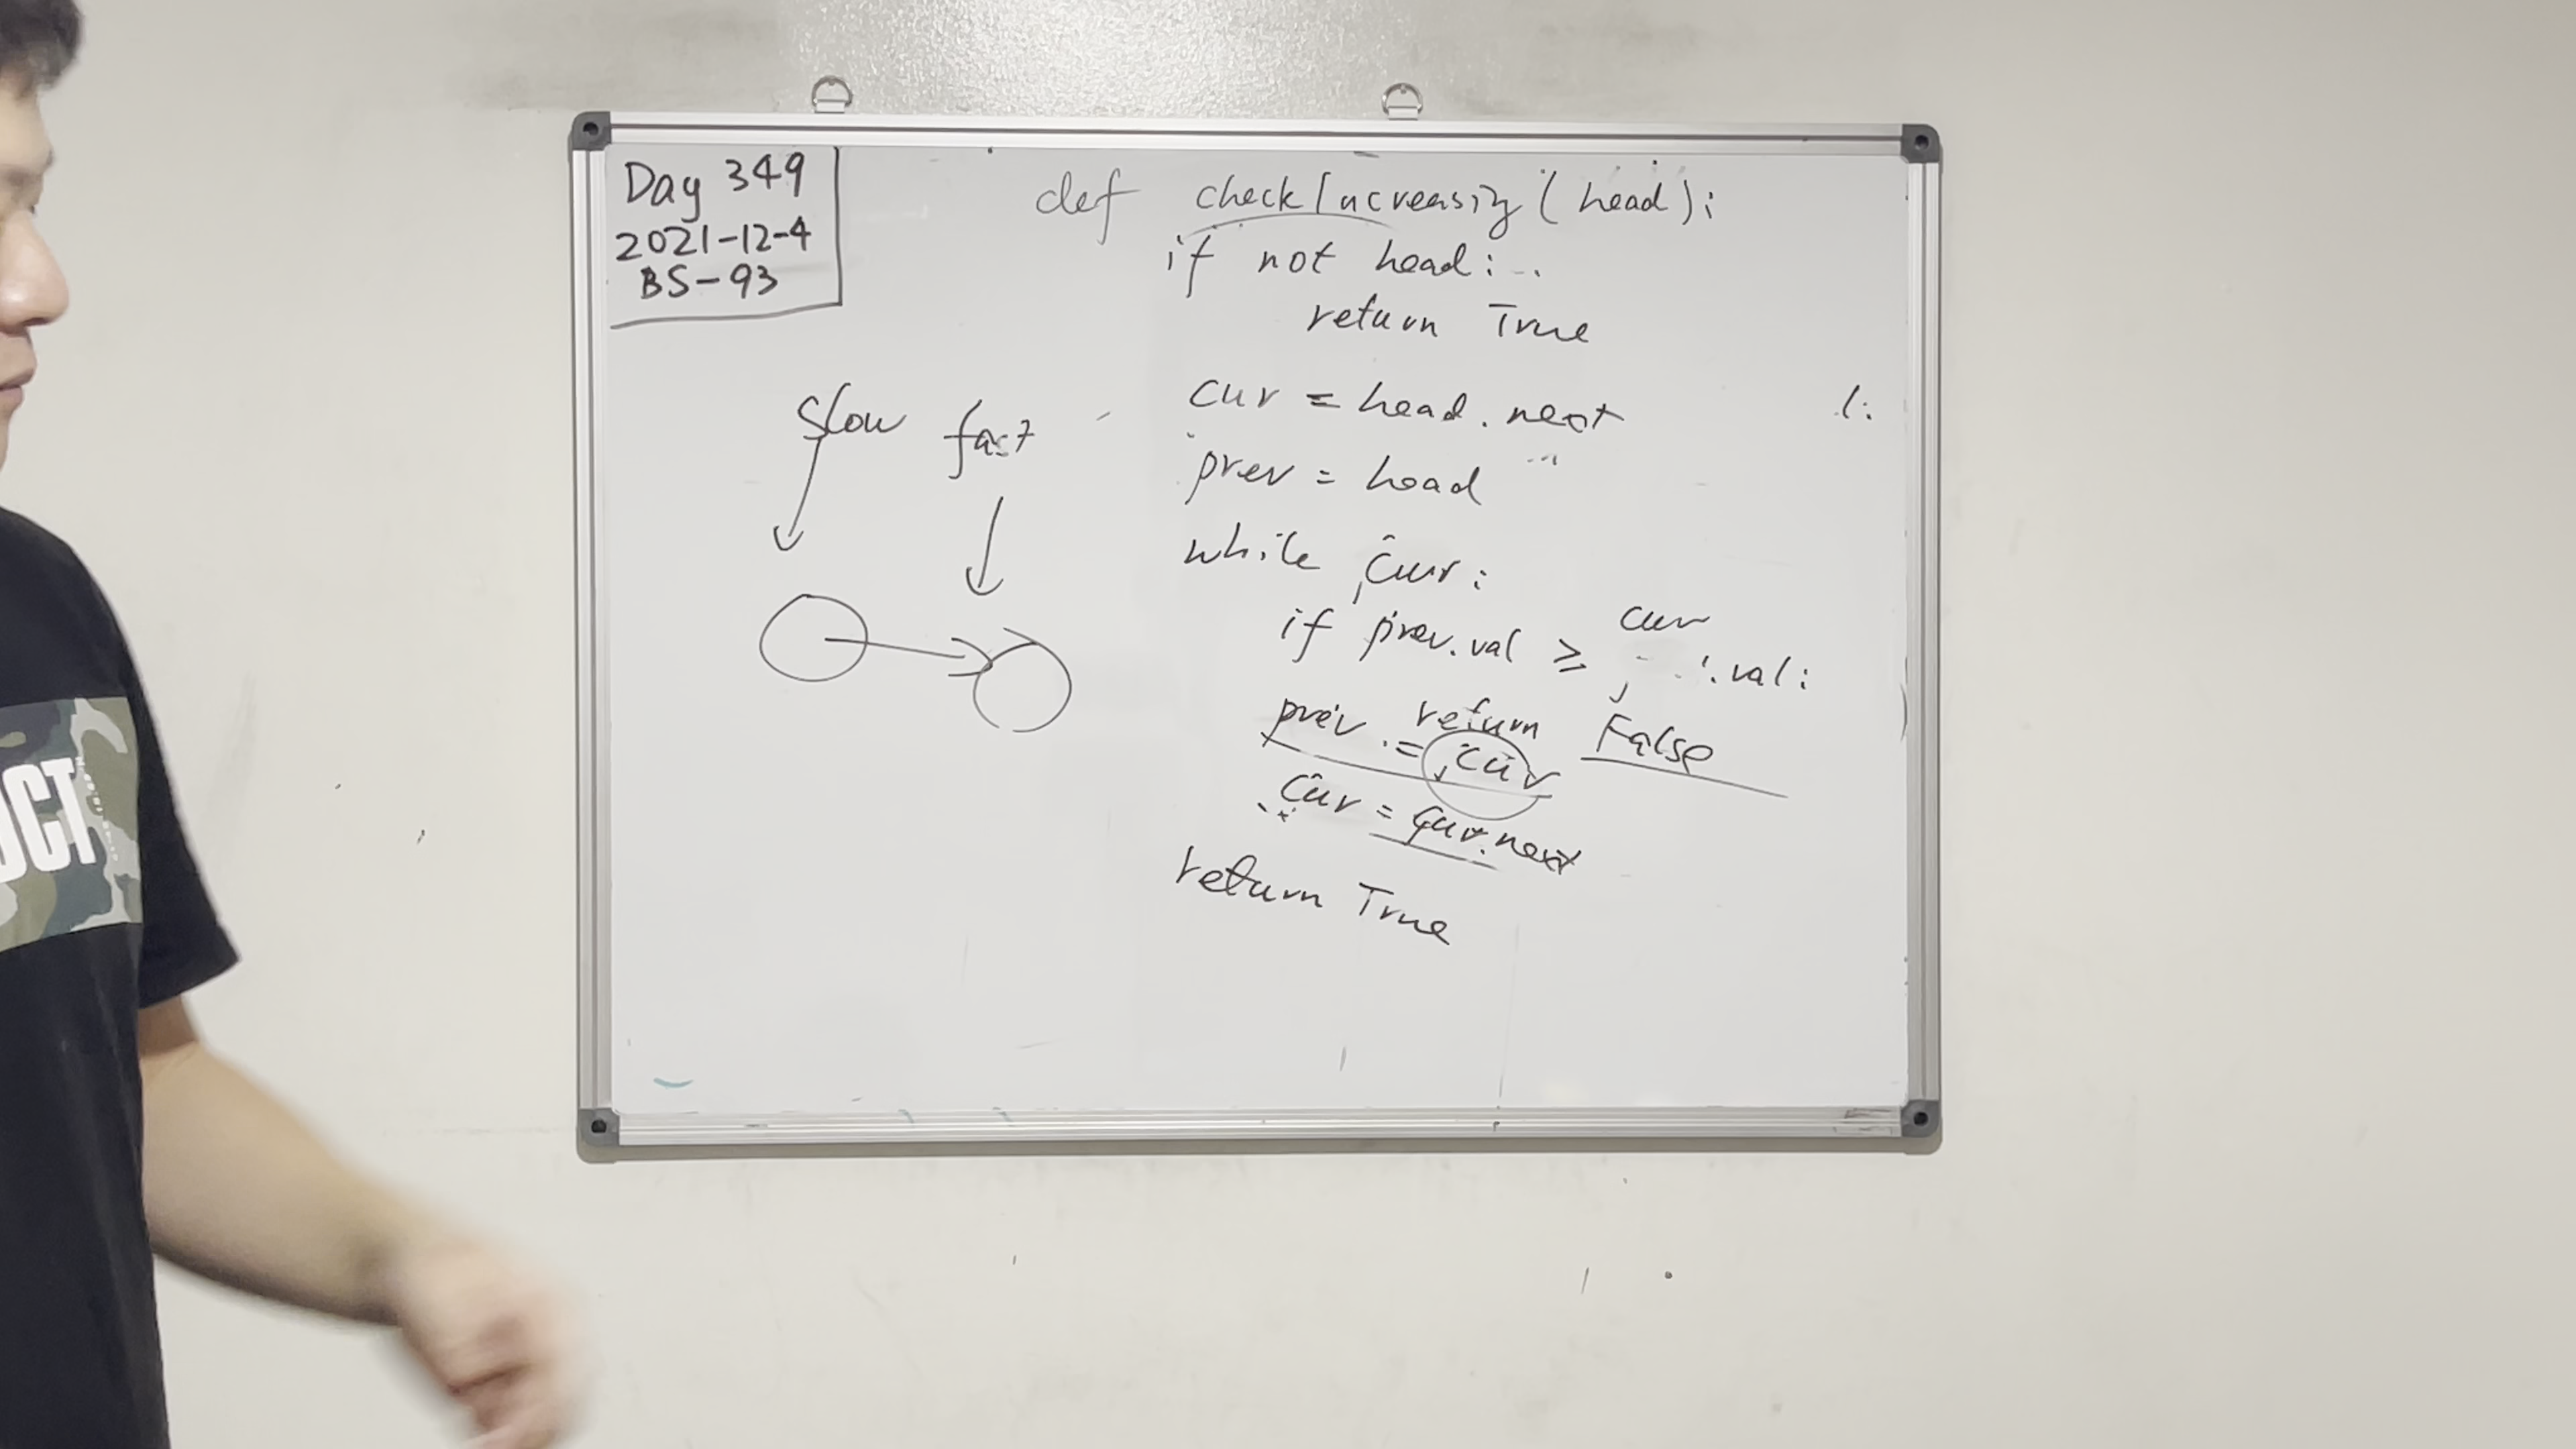 Day 349
2021-12-4
BS-93
def checkIncreasing(head):
if not head:
return True
slow fast
cur = head.next
prev = head
while cur:
if prev.val ≥ cur.val:
return False
prev = cur
cur = cur.next
return True